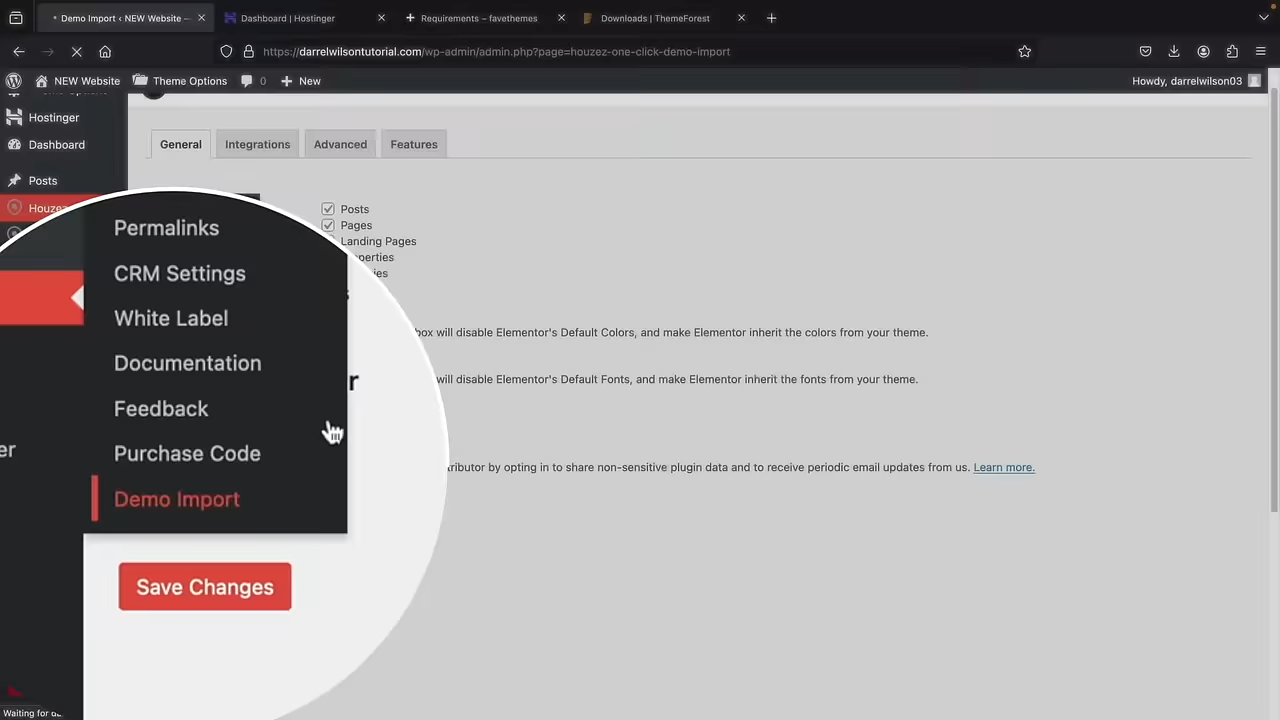 Demo Import < NEW Website —
Dashboard | Hostinger
Requirements – favethemes
Downloads | ThemeForest
https://darrelwilsontutorial.com/wp-admin/admin.php?page=houzez-one-click-demo-import
NEW Website
Theme Options
0
New
Howdy, darrelwilson03
Hostinger
Dashboard
Posts
Houzez
General
Integrations
Advanced
Features
Posts
Pages
Landing Pages
Permalinks
CRM Settings
White Label
Documentation
Feedback
Purchase Code
Demo Import
Save Changes
box will disable Elementor's Default Colors, and make Elementor inherit the colors from your theme.
will disable Elementor's Default Fonts, and make Elementor inherit the fonts from your theme.
by opting in to share non-sensitive plugin data and to receive periodic email updates from us. Learn more.
Waiting for